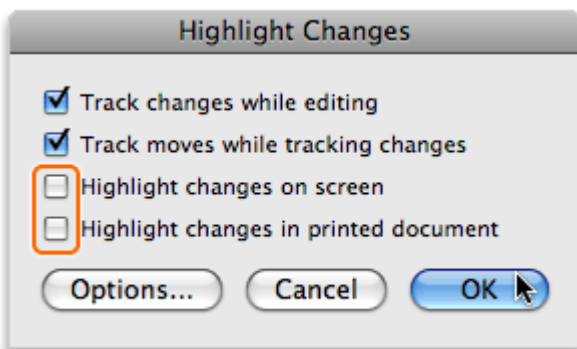 Highlight Changes
Track changes while editing
Track moves while tracking changes
Highlight changes on screen
Highlight changes in printed document
Options... Cancel OK